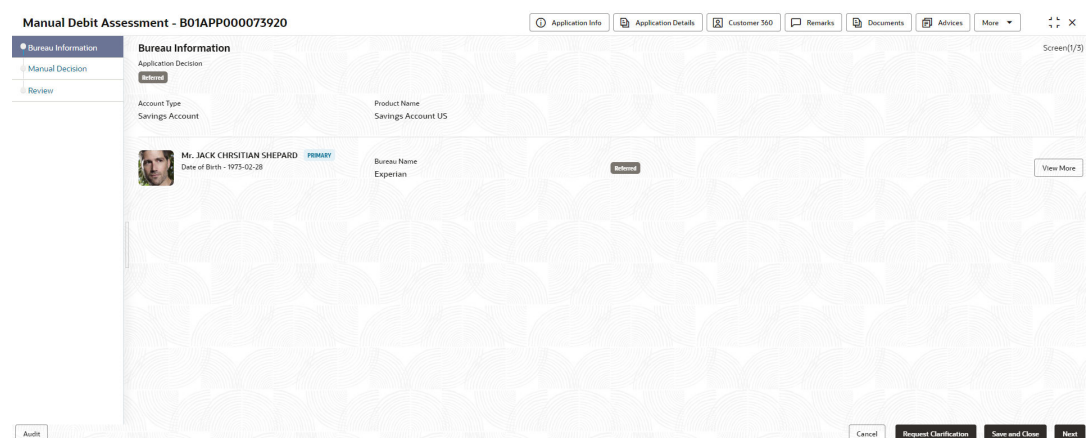 Manual Debit Assessment - B01APP000073920
Application Info
Application Details
Customer 360
Remarks
Documents
Advices
More
Bureau Information
Manual Decision
Review
Bureau Information
Screen(1/3)
Application Decision
Referred
Account Type
Product Name
Savings Account
Savings Account US
Mr. JACK CHRSITIAN SHEPARD PRIMARY
Date of Birth - 1973-02-28
Bureau Name
Experian
Referred
View More
Audit
Cancel
Request Clarification
Save and Close
Next